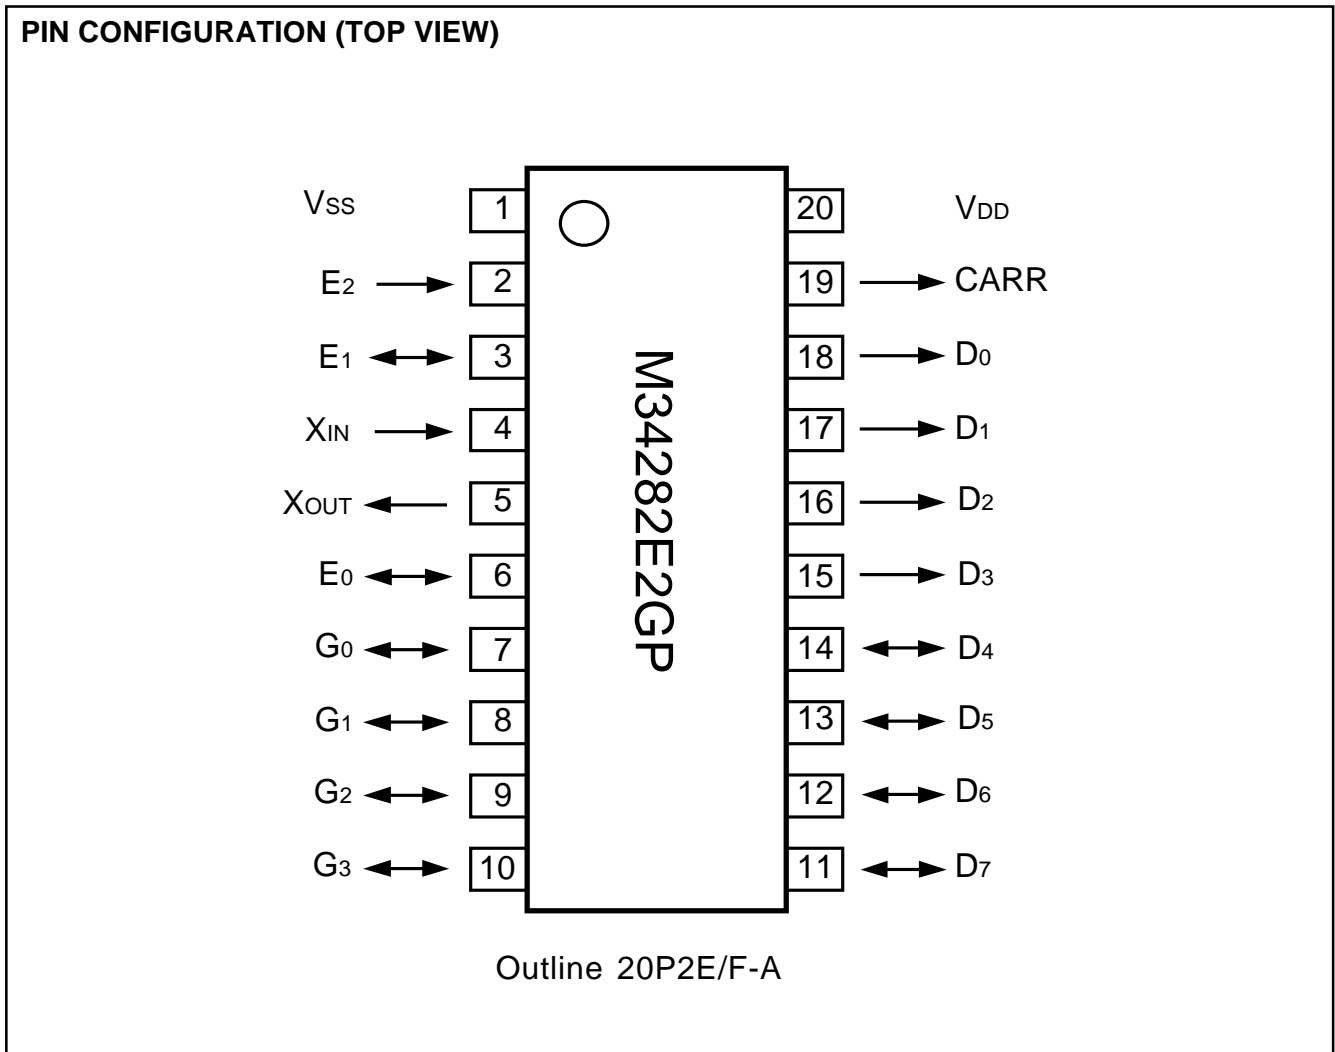 PIN CONFIGURATION (TOP VIEW)
VSS 1 20 VDD
E2 2 19 CARR
E1 3 18 D0
XIN 4 17 D1
XOUT 5 16 D2
E0 6 15 D3
G0 7 14 D4
G1 8 13 D5
G2 9 12 D6
G3 10 11 D7
M34282E2GP
Outline 20P2E/F-A